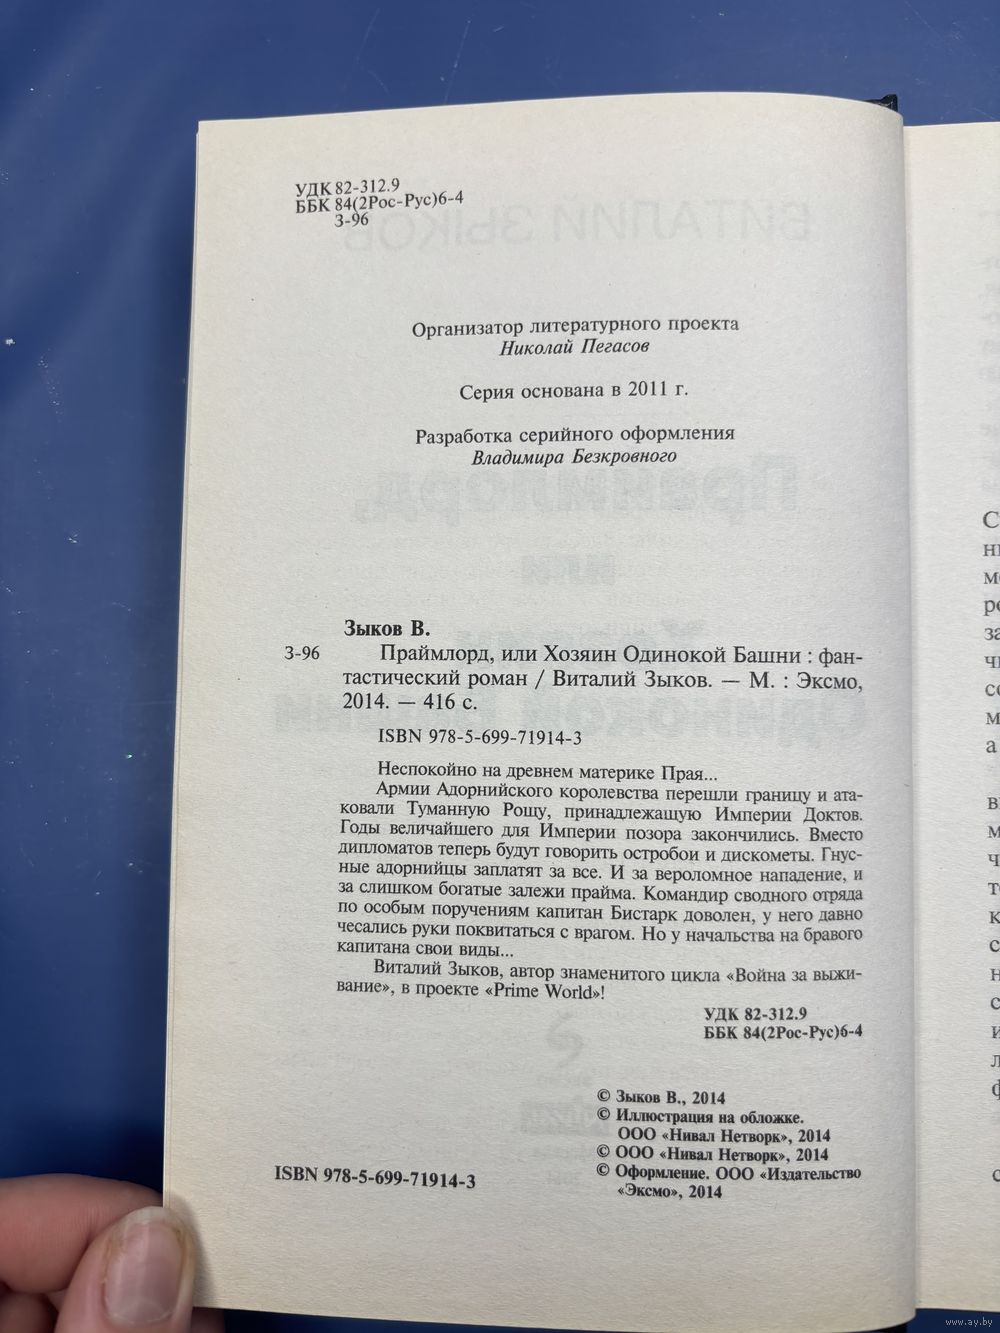 УДК 82-312.9
ББК 84(2Рос-Рус)6-4
З-96
Организатор литературного проекта
Николай Пегасов
Серия основана в 2011 г.
Разработка серийного оформления
Владимира Безкровного
Зыков В.
З-96 Праймлорд, или Хозяин Одинокой Башни : фан-
тастический роман / Виталий Зыков. — М. : Эксмо,
2014. — 416 с.
ISBN 978-5-699-71914-3
Неспокойно на древнем материке Прая...
Армии Адорнийского королевства перешли границу и ата-
ковали Туманную Рощу, принадлежащую Империи Доктов.
Годы величайшего для Империи позора закончились. Вместо
дипломатов теперь будут говорить остробои и дискометы. Гнус-
ные адорнийцы заплатят за все. И за вероломное нападение, и
за слишком богатые залежи прайма. Командир сводного отряда
по особым поручениям капитан Бистарк доволен, у него давно
чесались руки поквитаться с врагом. Но у начальства на бравого
капитана свои виды...
Виталий Зыков, автор знаменитого цикла «Война за выжи-
вание», в проекте «Prime World»!
УДК 82-312.9
ББК 84(2Рос-Рус)6-4
© Зыков В., 2014
© Иллюстрация на обложке.
ООО «Нивал Нетворк», 2014
© ООО «Нивал Нетворк», 2014
© Оформление. ООО «Издательство
«Эксмо», 2014
ISBN 978-5-699-71914-3
www.ay.by